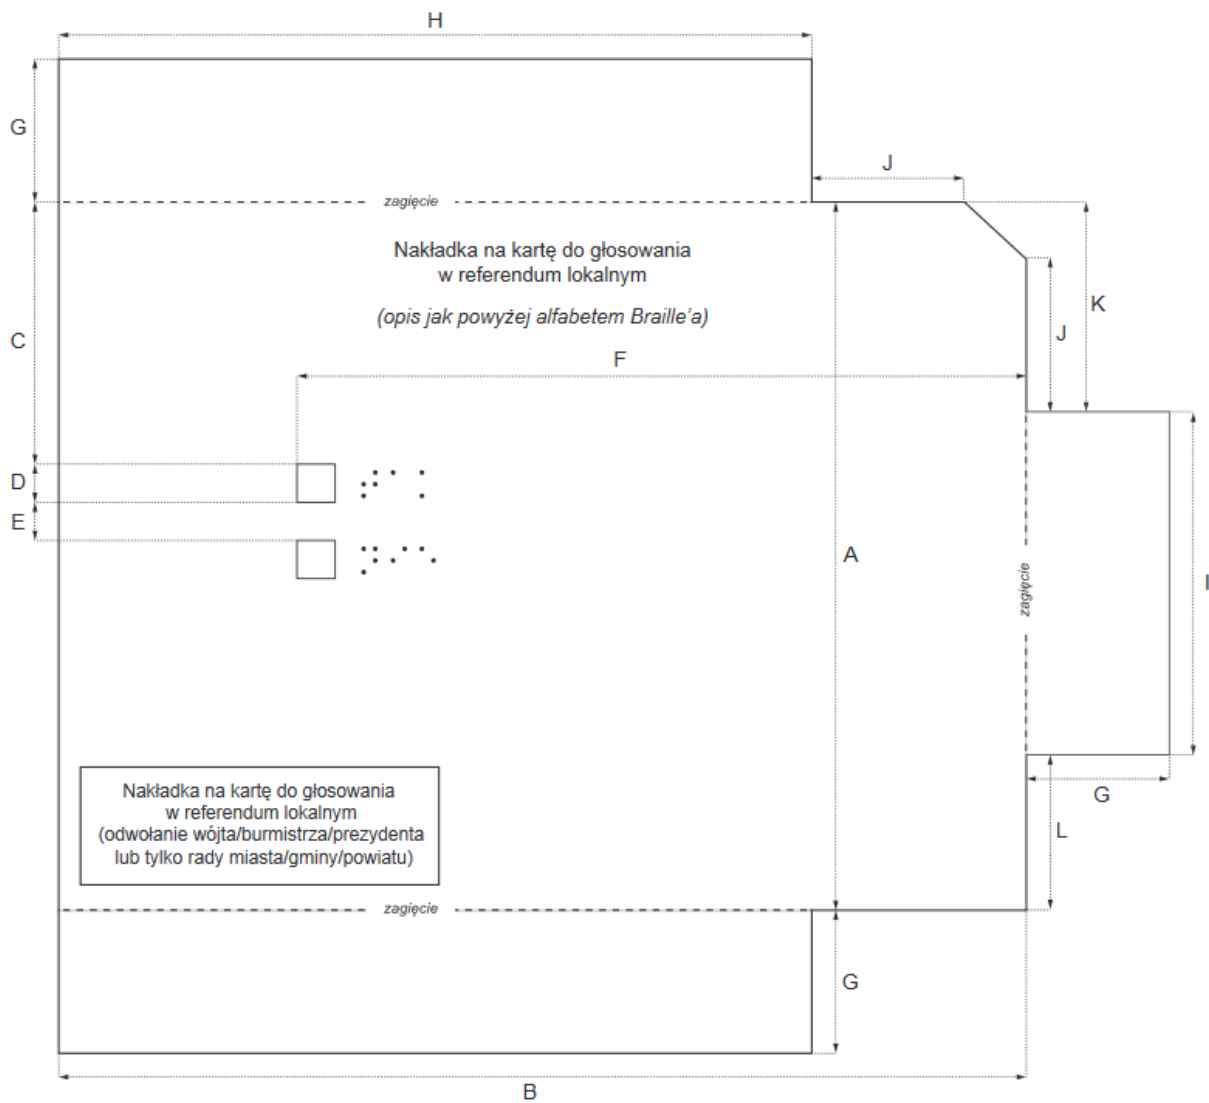 H
G
J
zagięcie
Nakładka na kartę do głosowania
w referendum lokalnym
(opis jak powyżej alfabetem Braille'a)
K
C
J
F
D
⠞⠁⠅
E
⠝⠊⠑
A
zagięcie
I
Nakładka na kartę do głosowania
w referendum lokalnym
(odwołanie wójta/burmistrza/prezydenta
lub tylko rady miasta/gminy/powiatu)
G
L
zagięcie
G
B